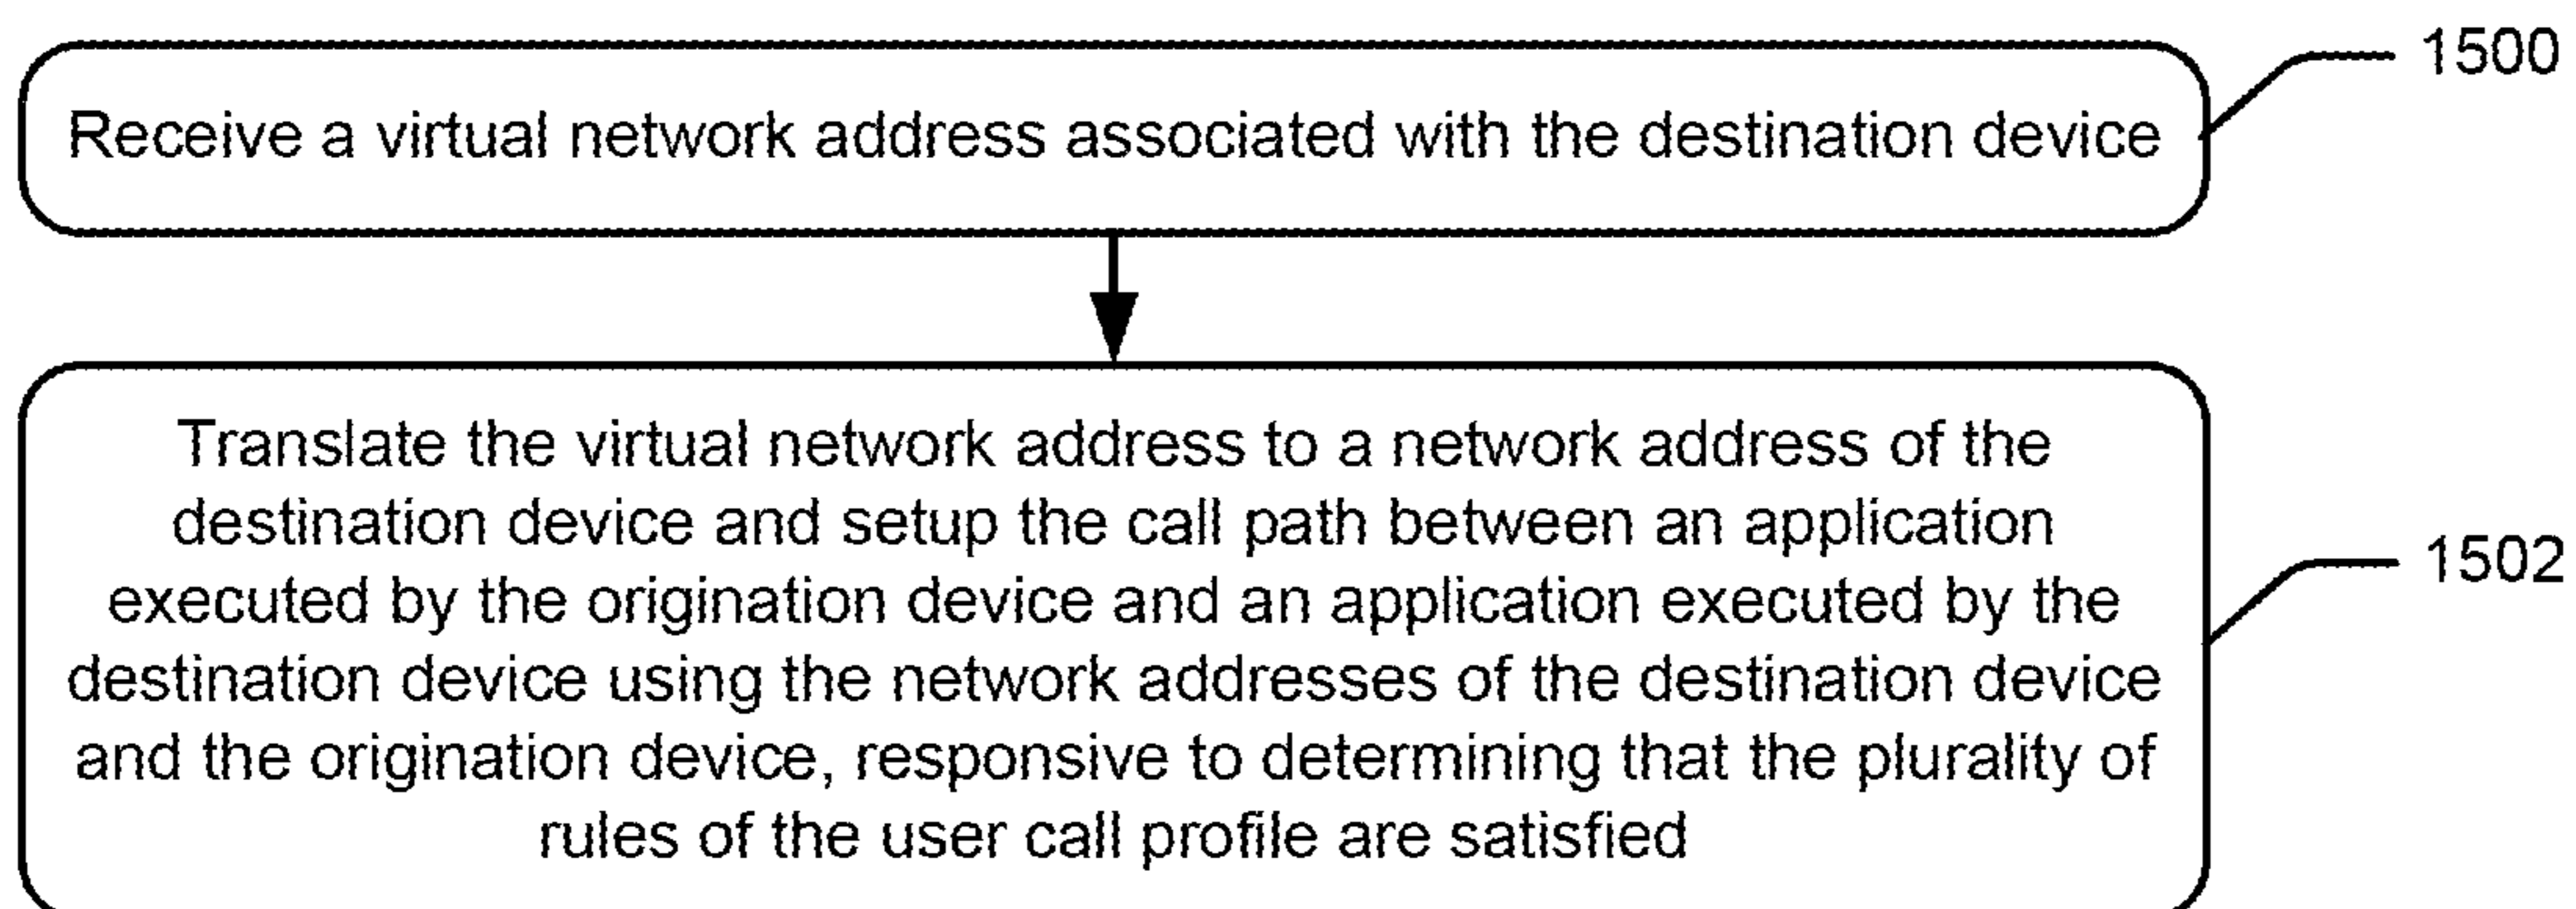 1500
Receive a virtual network address associated with the destination device
Translate the virtual network address to a network address of the
destination device and setup the call path between an application
executed by the origination device and an application executed by the
destination device using the network addresses of the destination device
and the origination device, responsive to determining that the plurality of
rules of the user call profile are satisfied
1502